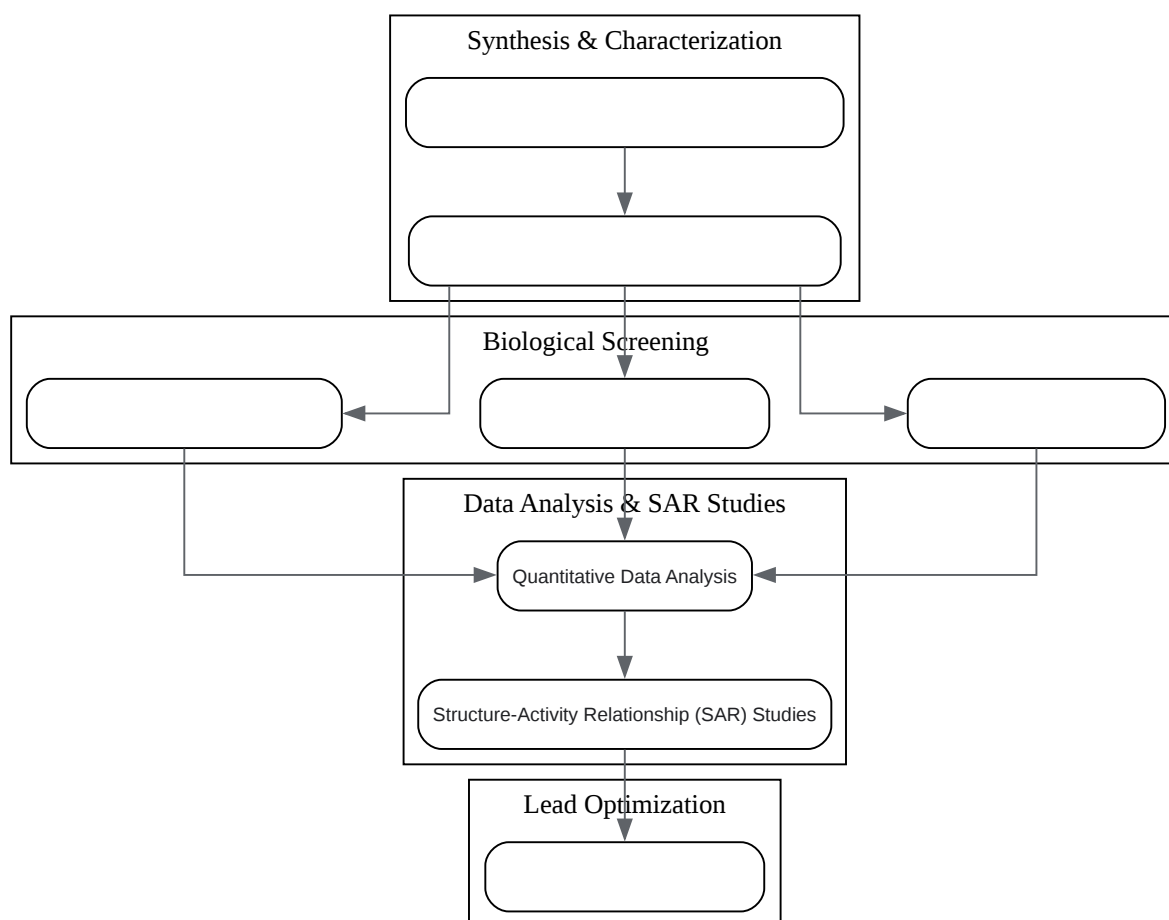 Synthesis & Characterization
Biological Screening
Data Analysis & SAR Studies
Quantitative Data Analysis
Structure-Activity Relationship (SAR) Studies
Lead Optimization